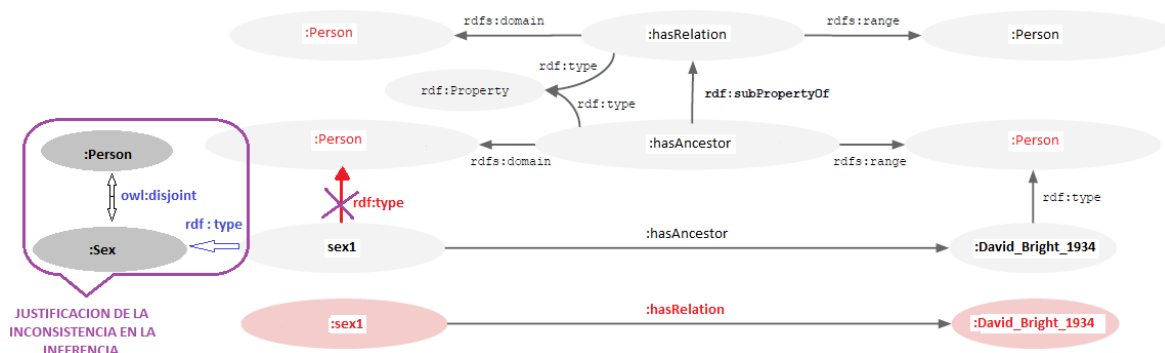 rdfs:domain
rdfs:range
:Person
:hasRelation
:Person
rdf:type
rdf:Property
rdf:type
rdf:subPropertyOf
:Person
rdfs:domain
:hasAncestor
rdfs:range
:Person
:Person
owl:disjoint
rdf : type
:Sex
rdf:type
rdf:type
sex1
:hasAncestor
:David_Bright_1934
JUSTIFICACION DE LA
INCONSISTENCIA EN LA
INFERENCIA
:sex1
:hasRelation
:David_Bright_1934